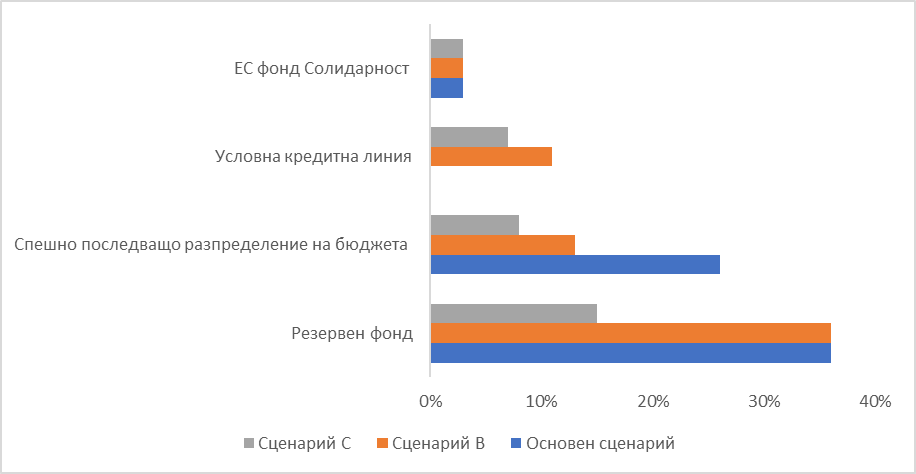 ЕС фонд Солидарност
Условна кредитна линия
Спешно последващо разпределение на бюджета
Резервен фонд
0% 10% 20% 30% 40%
Сценарий C Сценарий B Основен сценарий